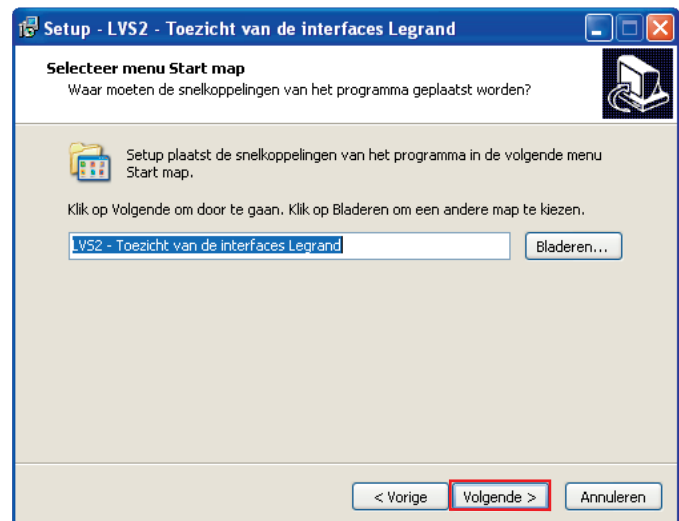 Setup - LVS2 - Toezicht van de interfaces Legrand
Selecteer menu Start map
Waar moeten de snelkoppelingen van het programma geplaatst worden?
Setup plaatst de snelkoppelingen van het programma in de volgende menu
Start map.
Klik op Volgende om door te gaan. Klik op Bladeren om een andere map te kiezen.
LVS2 - Toezicht van de interfaces Legrand
Bladeren...
< Vorige
Volgende >
Annuleren